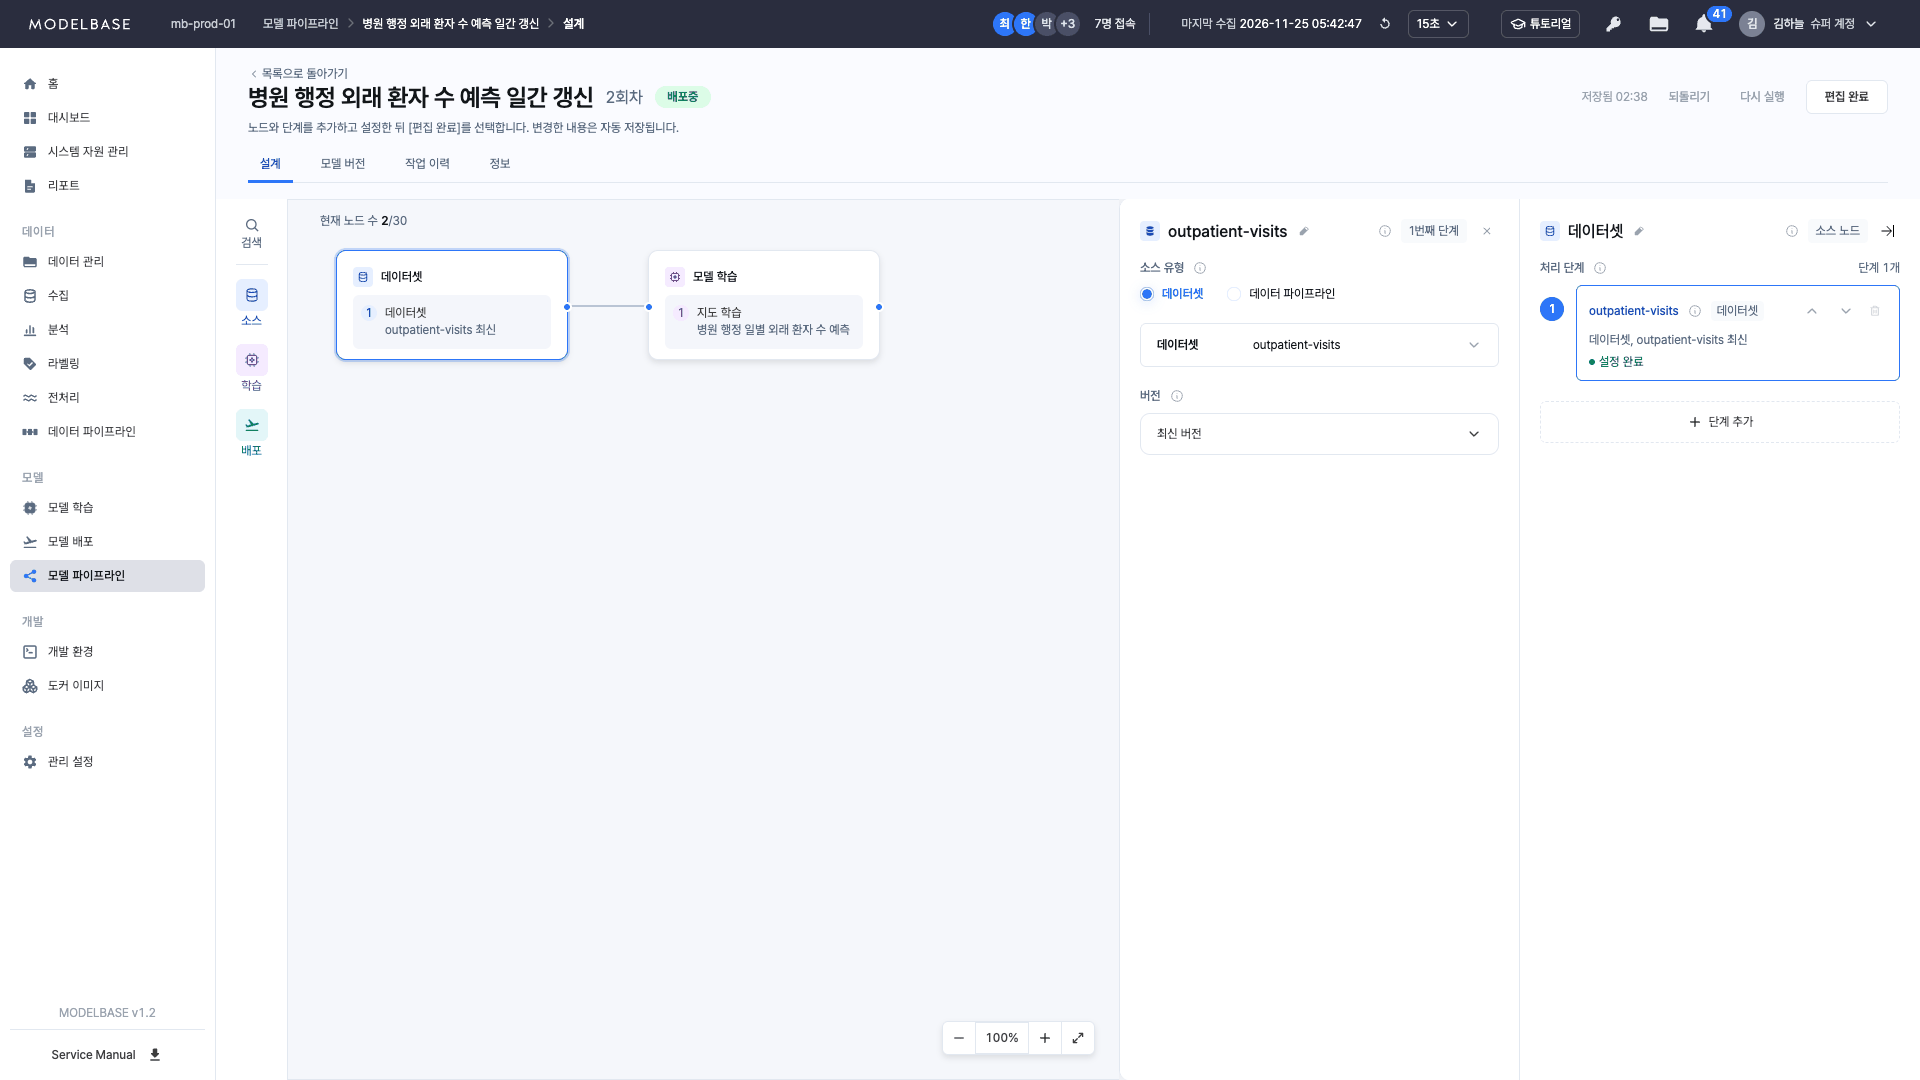 MODELBASE
mb-prod-01
모델 파이프라인 > 병원 행정 외래 환자 수 예측 일간 갱신 > 설계
최 한 박 +3
7명 접속
마지막 수집 2026-11-25 05:42:47
15초
튜토리얼
41
김
김하늘 슈퍼 계정
홈
대시보드
시스템 자원 관리
리포트
데이터
데이터 관리
수집
분석
라벨링
전처리
데이터 파이프라인
모델
모델 학습
모델 배포
모델 파이프라인
개발
개발 환경
도커 이미지
설정
관리 설정
MODELBASE v1.2
Service Manual
목록으로 돌아가기
병원 행정 외래 환자 수 예측 일간 갱신 2회차 배포중
노드와 단계를 추가하고 설정한 뒤 [편집 완료]를 선택합니다. 변경한 내용은 자동 저장됩니다.
저장됨 02:38
되돌리기
다시 실행
편집 완료
설계
모델 버전
작업 이력
정보
검색
소스
학습
배포
현재 노드 수 2/30
데이터셋
1 데이터셋
outpatient-visits 최신
모델 학습
1 지도 학습
병원 행정 일별 외래 환자 수 예측
100%
outpatient-visits
1번째 단계
소스 유형
데이터셋
데이터 파이프라인
데이터셋 outpatient-visits
버전
최신 버전
데이터셋
소스 노드
처리 단계
단계 1개
1
outpatient-visits 데이터셋
데이터셋, outpatient-visits 최신
설정 완료
단계 추가